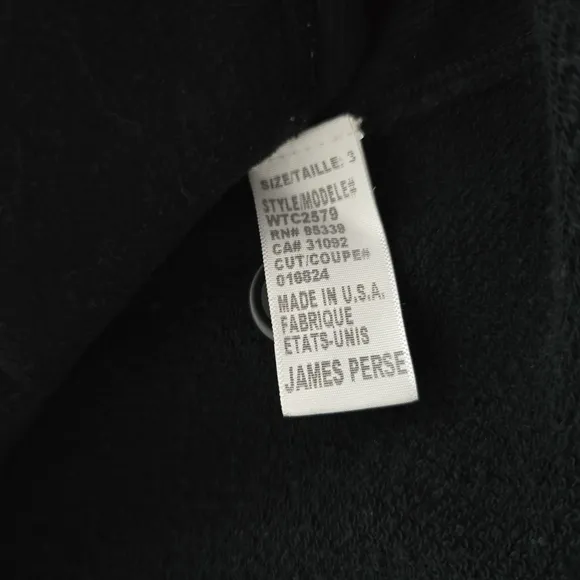 SIZE/TAILLE: 3
STYLE/MODELE#
WTC2579
RN# 95339
CA# 31092
CUT/COUPE#
016824
MADE IN U.S.A.
FABRIQUE
ETATS-UNIS
JAMES PERSE